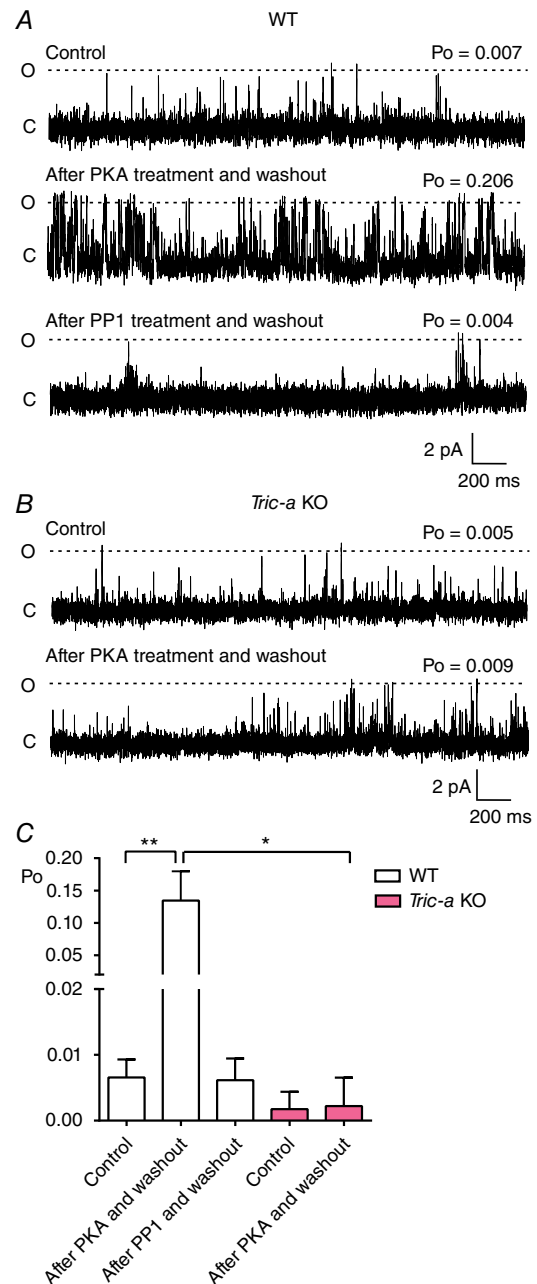 A
WT
Control
Po = 0.007
O
C
After PKA treatment and washout
Po = 0.206
O
C
After PP1 treatment and washout
Po = 0.004
O
C
2 pA
200 ms
B
Tric-a KO
Control
Po = 0.005
O
C
After PKA treatment and washout
Po = 0.009
O
C
2 pA
200 ms
C
**
*
0.20
Po
0.15
0.10
0.05
0.02
0.01
0.00
WT
Tric-a KO
Control
After PKA and washout
After PP1 and washout
Control
After PKA and washout